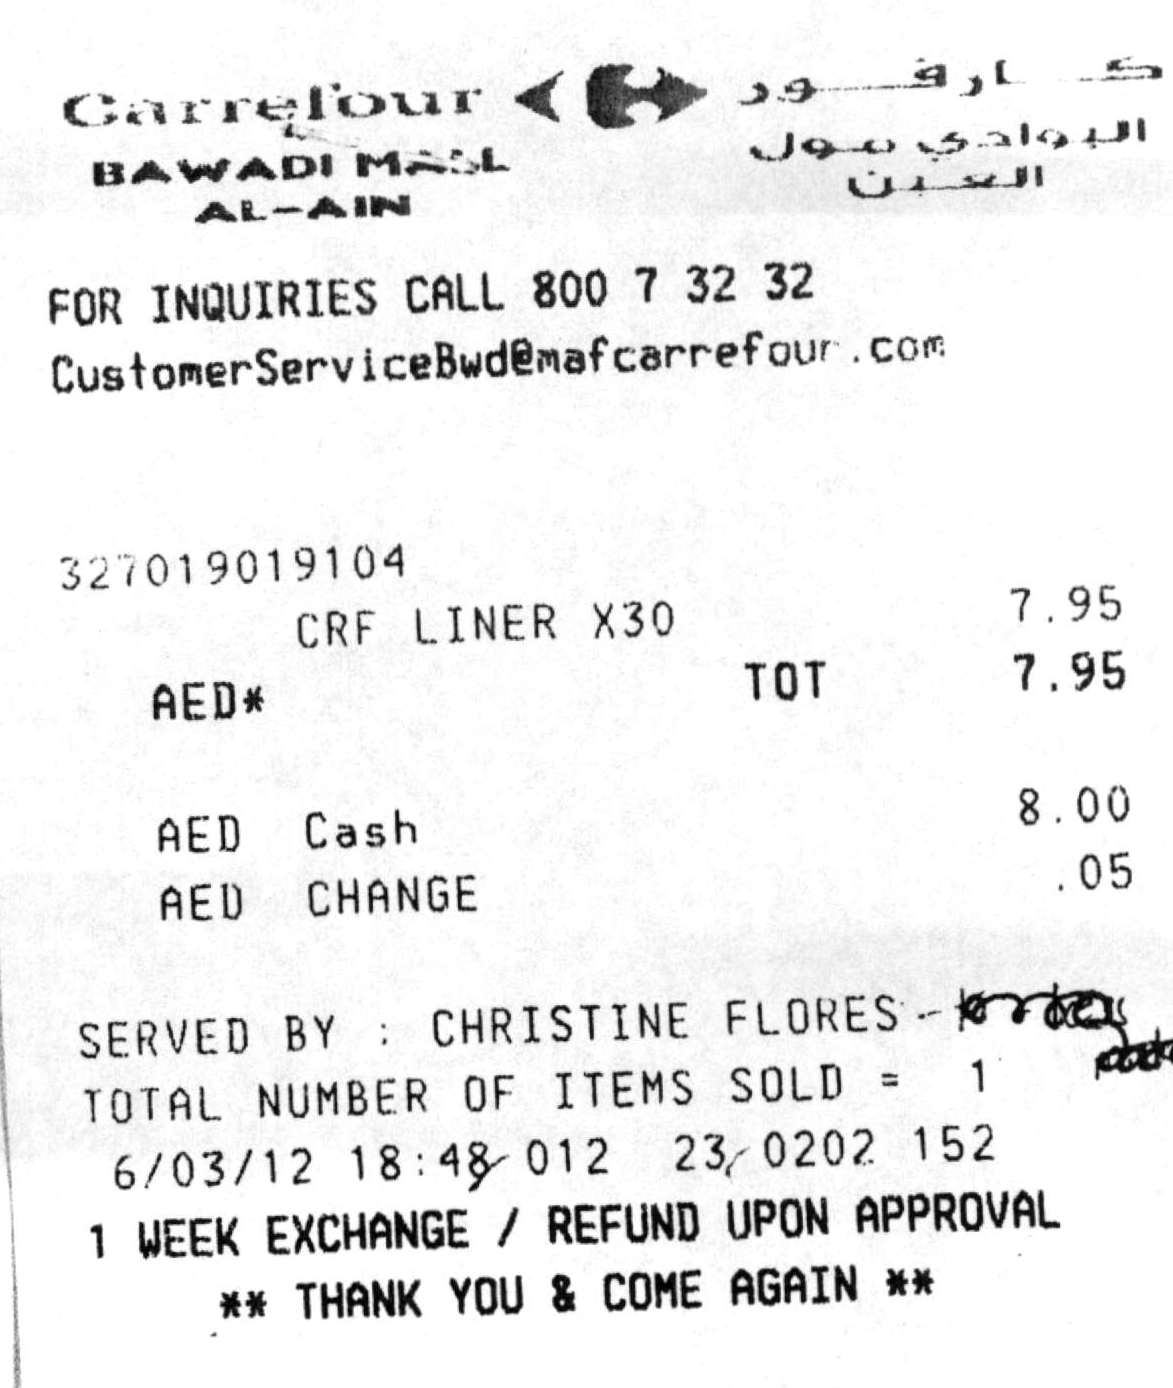 Carrefour كارفور
BAWADI MALL البوادي مول
AL-AIN العين
FOR INQUIRIES CALL 800 7 32 32
CustomerServiceBwd@mafcarrefour.com
327019019104
CRF LINER X30 7.95
AED* TOT 7.95
AED Cash 8.00
AED CHANGE .05
SERVED BY : CHRISTINE FLORES
TOTAL NUMBER OF ITEMS SOLD = 1
6/03/12 18:48 012 23 0202 152
1 WEEK EXCHANGE / REFUND UPON APPROVAL
** THANK YOU & COME AGAIN **